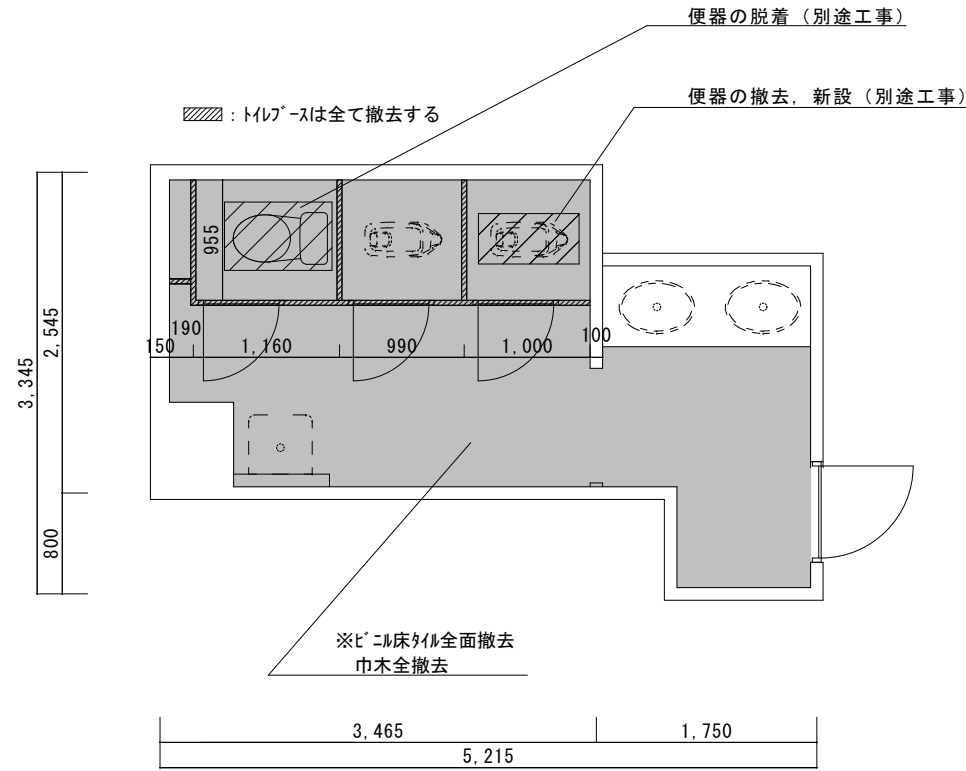 便器の脱着（別途工事）
便器の撤去，新設（別途工事）
：ﾄｲﾚﾌﾞｰｽは全て撤去する
955
2,545
3,345
800
190
150
1,160
990
1,000
100
※ﾋﾞﾆﾙ床ﾀｲﾙ全面撤去
巾木全撤去
3,465
1,750
5,215